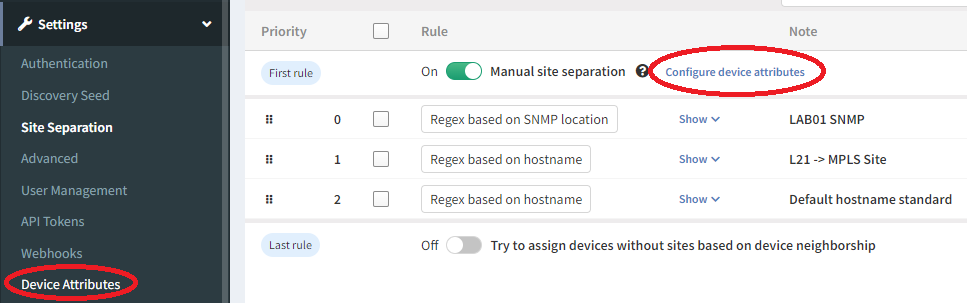 Settings
Authentication
Discovery Seed
Site Separation
Advanced
User Management
API Tokens
Webhooks
Device Attributes
Priority Rule Note
First rule On Manual site separation ? Configure device attributes
0 Regex based on SNMP location Show LAB01 SNMP
1 Regex based on hostname Show L21 -> MPLS Site
2 Regex based on hostname Show Default hostname standard
Last rule Off Try to assign devices without sites based on device neighborship